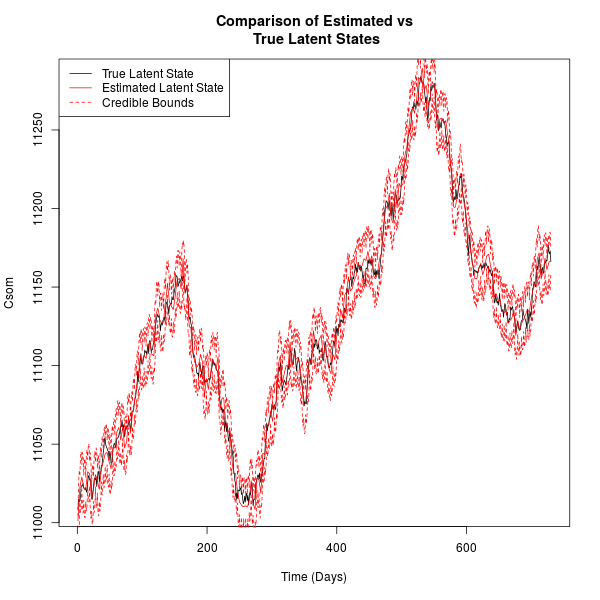 Comparison of Estimated vs
True Latent States
True Latent State
Estimated Latent State
Credible Bounds
Csom
11250
11200
11150
11100
11050
11000
0 200 400 600
Time (Days)